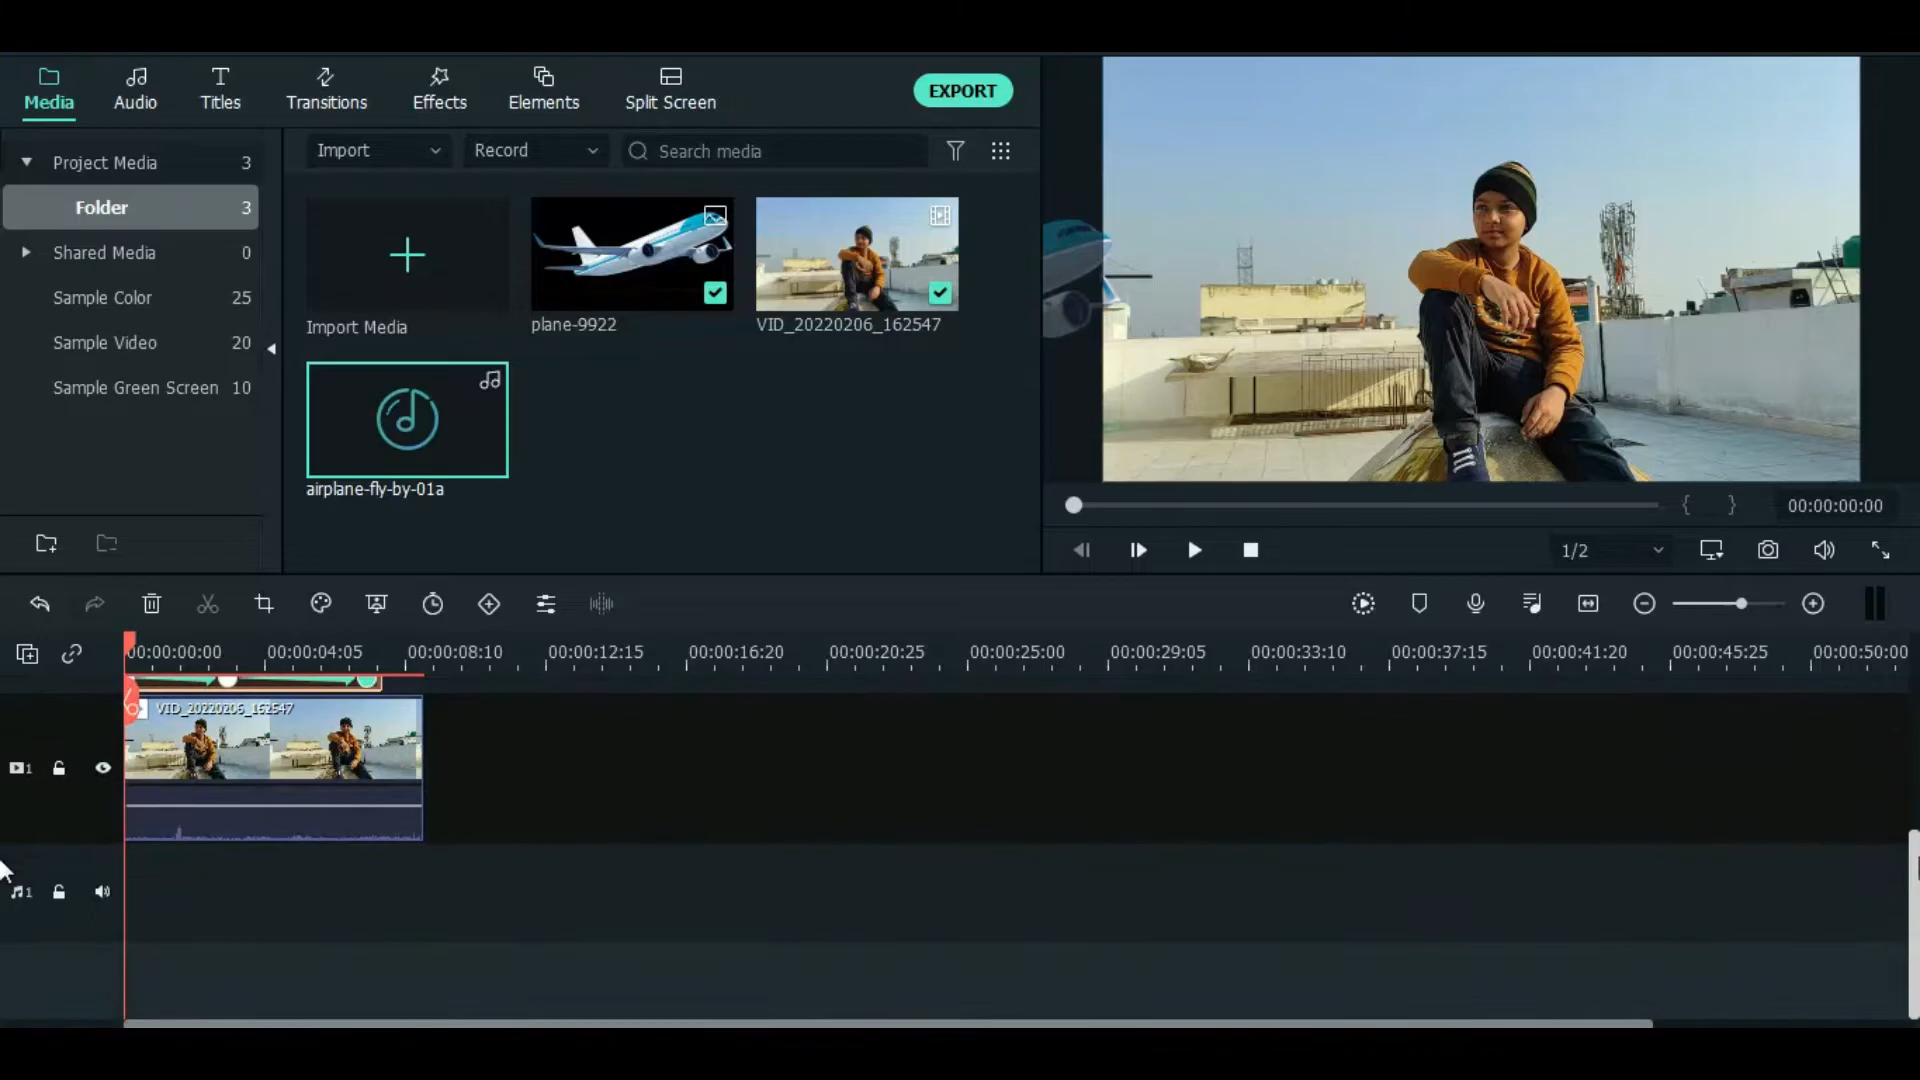 Media
Audio
Titles
Transitions
Effects
Elements
Split Screen
EXPORT
Project Media 3
Folder 3
Shared Media 0
Sample Color 25
Sample Video 20
Sample Green Screen 10
Import
Record
Search media
Import Media
plane-9922
VID_20220206_162547
airplane-fly-by-01a
{ } 00:00:00:00
1/2
00:00:00:00 00:00:04:05 00:00:08:10 00:00:12:15 00:00:16:20 00:00:20:25 00:00:25:00 00:00:29:05 00:00:33:10 00:00:37:15 00:00:41:20 00:00:45:25 00:00:50:00
VID_20220206_162547
1
1